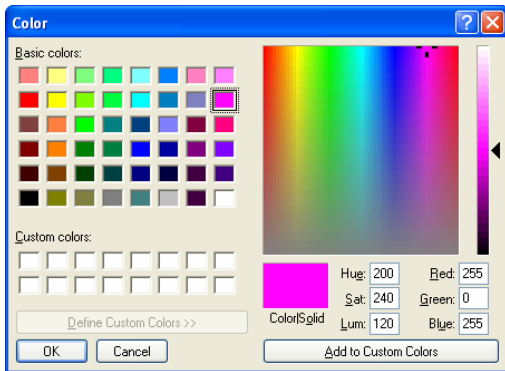 Color
Basic colors:
Custom colors:
Define Custom Colors >>
OK Cancel
Color|Solid
Hue: 200 Red: 255
Sat: 240 Green: 0
Lum: 120 Blue: 255
Add to Custom Colors